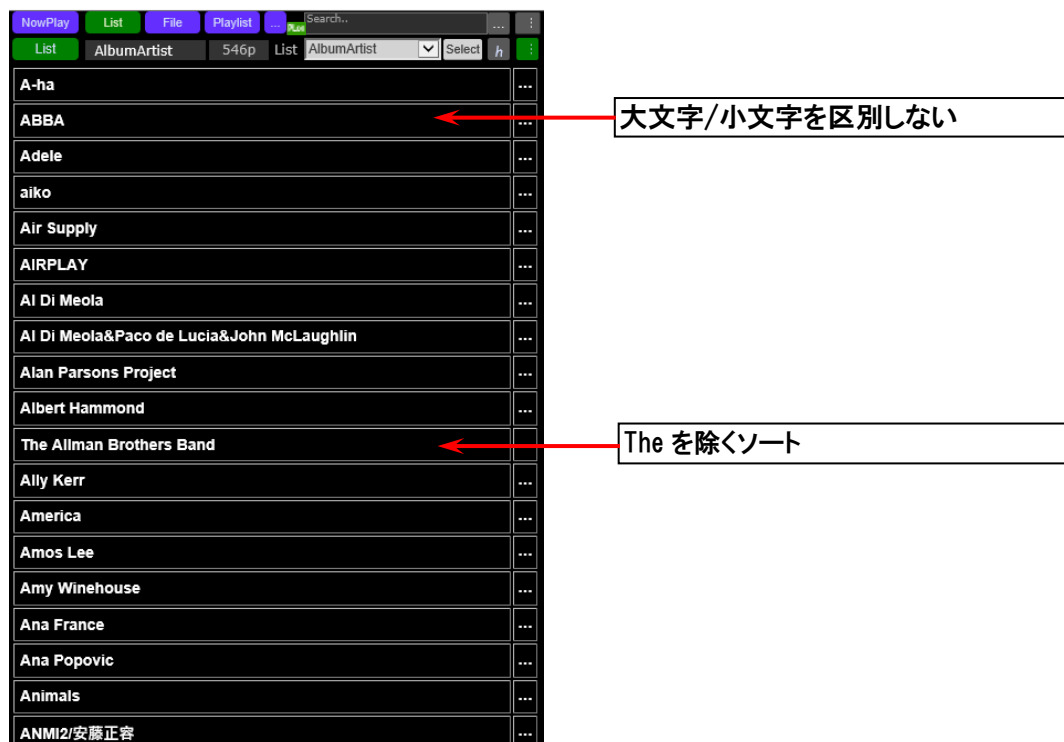 NowPlay List File Playlist ... PList Search.. ... ⋮
List AlbumArtist 546p List AlbumArtist Select h ⋮
A-ha ...
ABBA ...
大文字/小文字を区別しない
Adele ...
aiko ...
Air Supply ...
AIRPLAY ...
Al Di Meola ...
Al Di Meola&Paco de Lucia&John McLaughlin ...
Alan Parsons Project ...
Albert Hammond ...
The Allman Brothers Band ...
The を除くソート
Ally Kerr ...
America ...
Amos Lee ...
Amy Winehouse ...
Ana France ...
Ana Popovic ...
Animals ...
ANMI2/安藤正容 ...